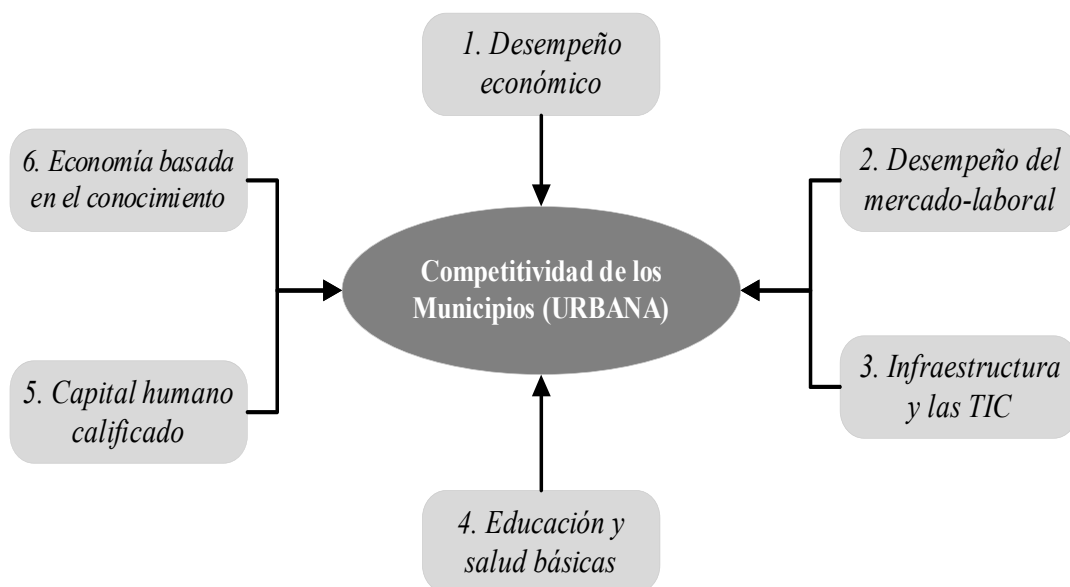 1. Desempeño
económico
6. Economía basada
en el conocimiento
2. Desempeño del
mercado-laboral
Competitividad de los
Municipios (URBANA)
5. Capital humano
calificado
3. Infraestructura
y las TIC
4. Educación y
salud básicas